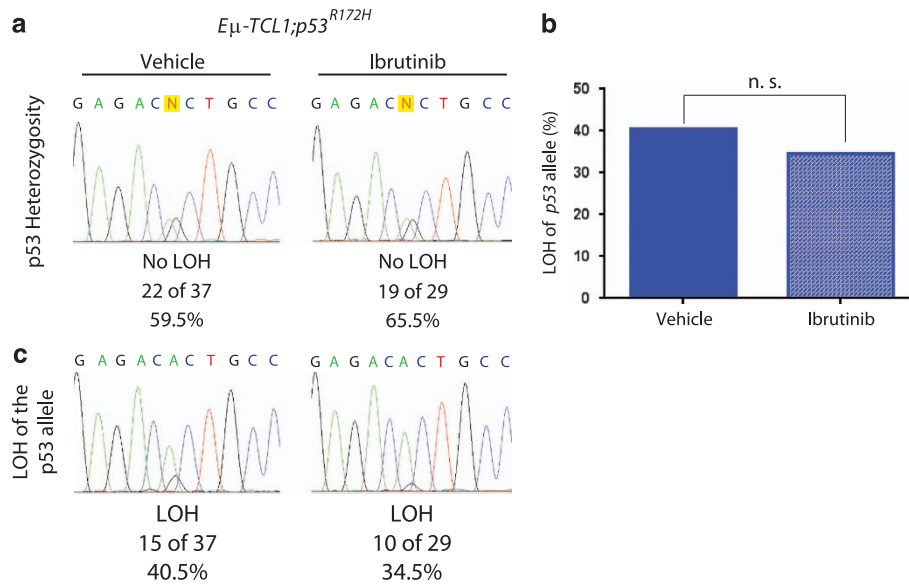 a
Eμ-TCL1;p53^R172H
Vehicle
Ibrutinib
p53 Heterozygosity
G A G A C N C T G C C
G A G A C N C T G C C
No LOH
22 of 37
59.5%
No LOH
19 of 29
65.5%
b
LOH of p53 allele (%)
50
40
30
20
10
0
n. s.
Vehicle
Ibrutinib
c
LOH of the
p53 allele
G A G A C A C T G C C
G A G A C A C T G C C
LOH
15 of 37
40.5%
LOH
10 of 29
34.5%